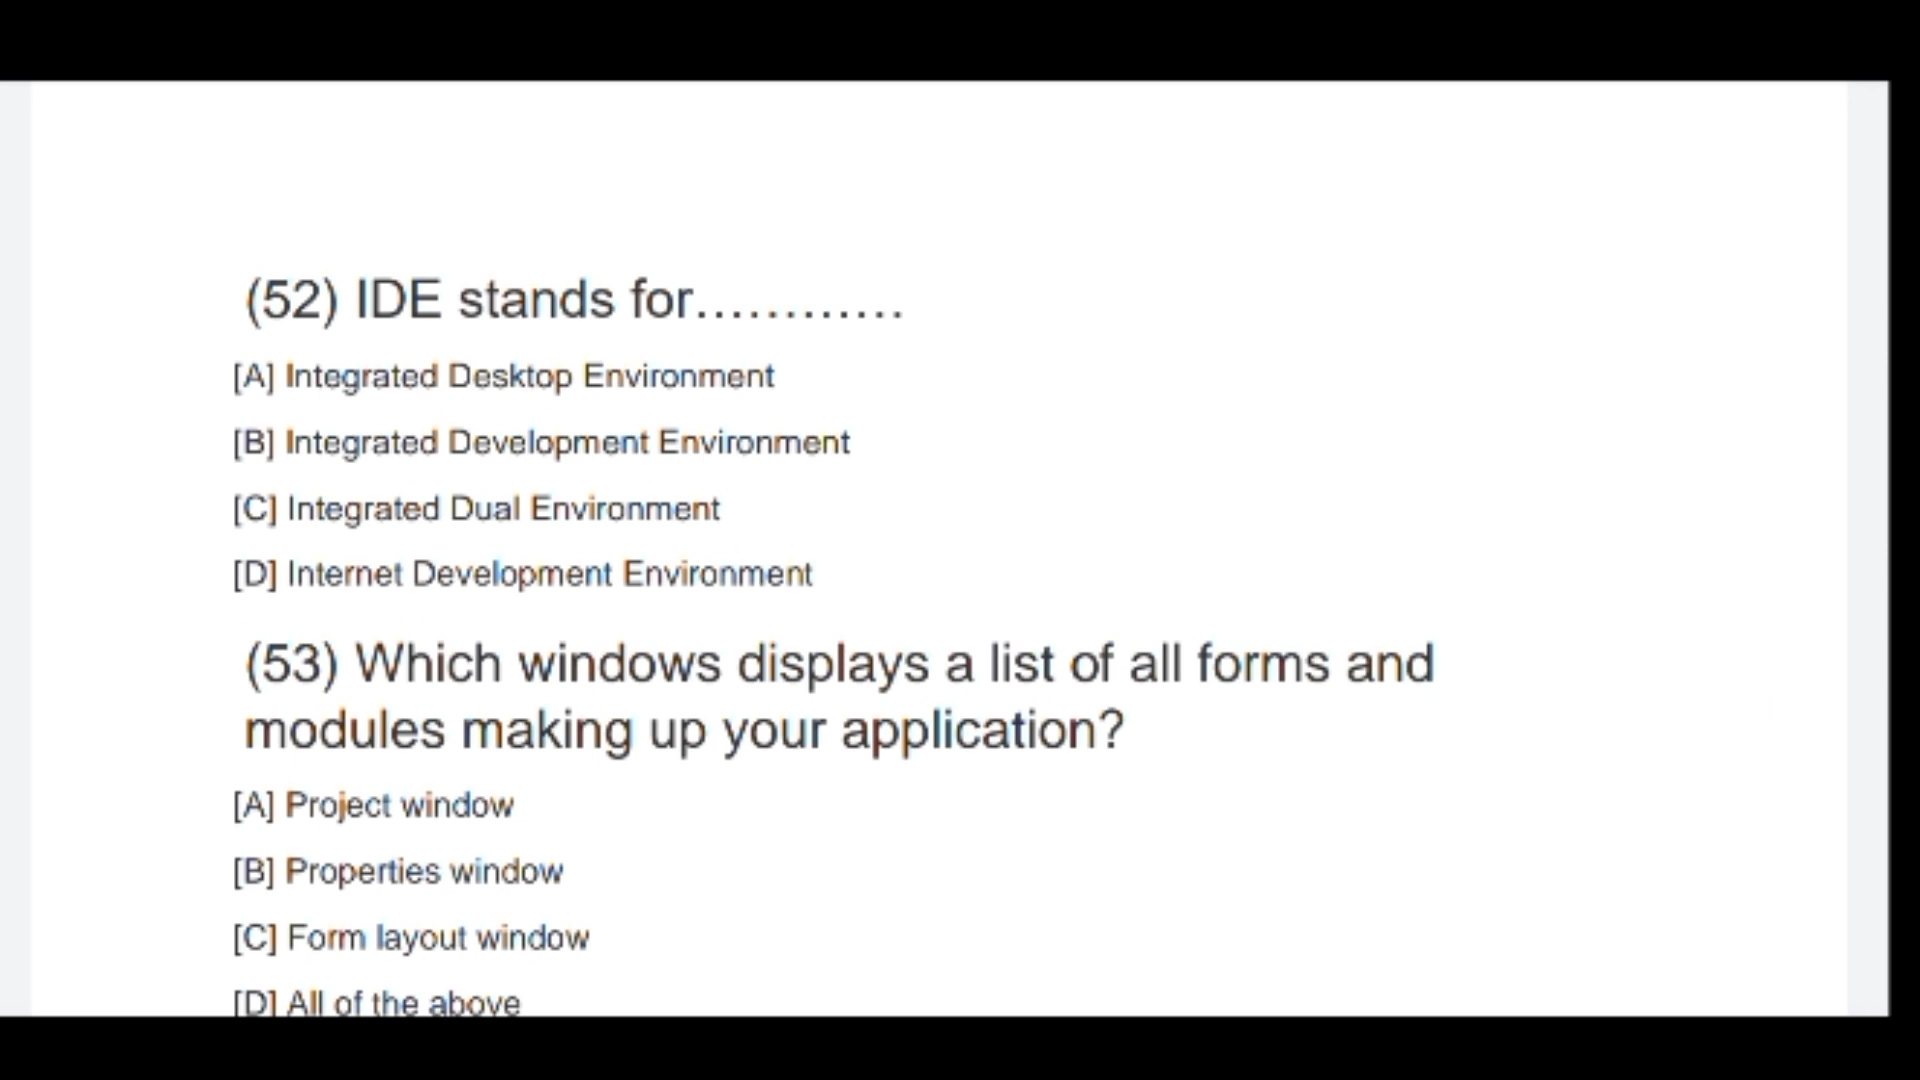 (52) IDE stands for............
[A] Integrated Desktop Environment
[B] Integrated Development Environment
[C] Integrated Dual Environment
[D] Internet Development Environment
(53) Which windows displays a list of all forms and
modules making up your application?
[A] Project window
[B] Properties window
[C] Form layout window
[D] All of the above